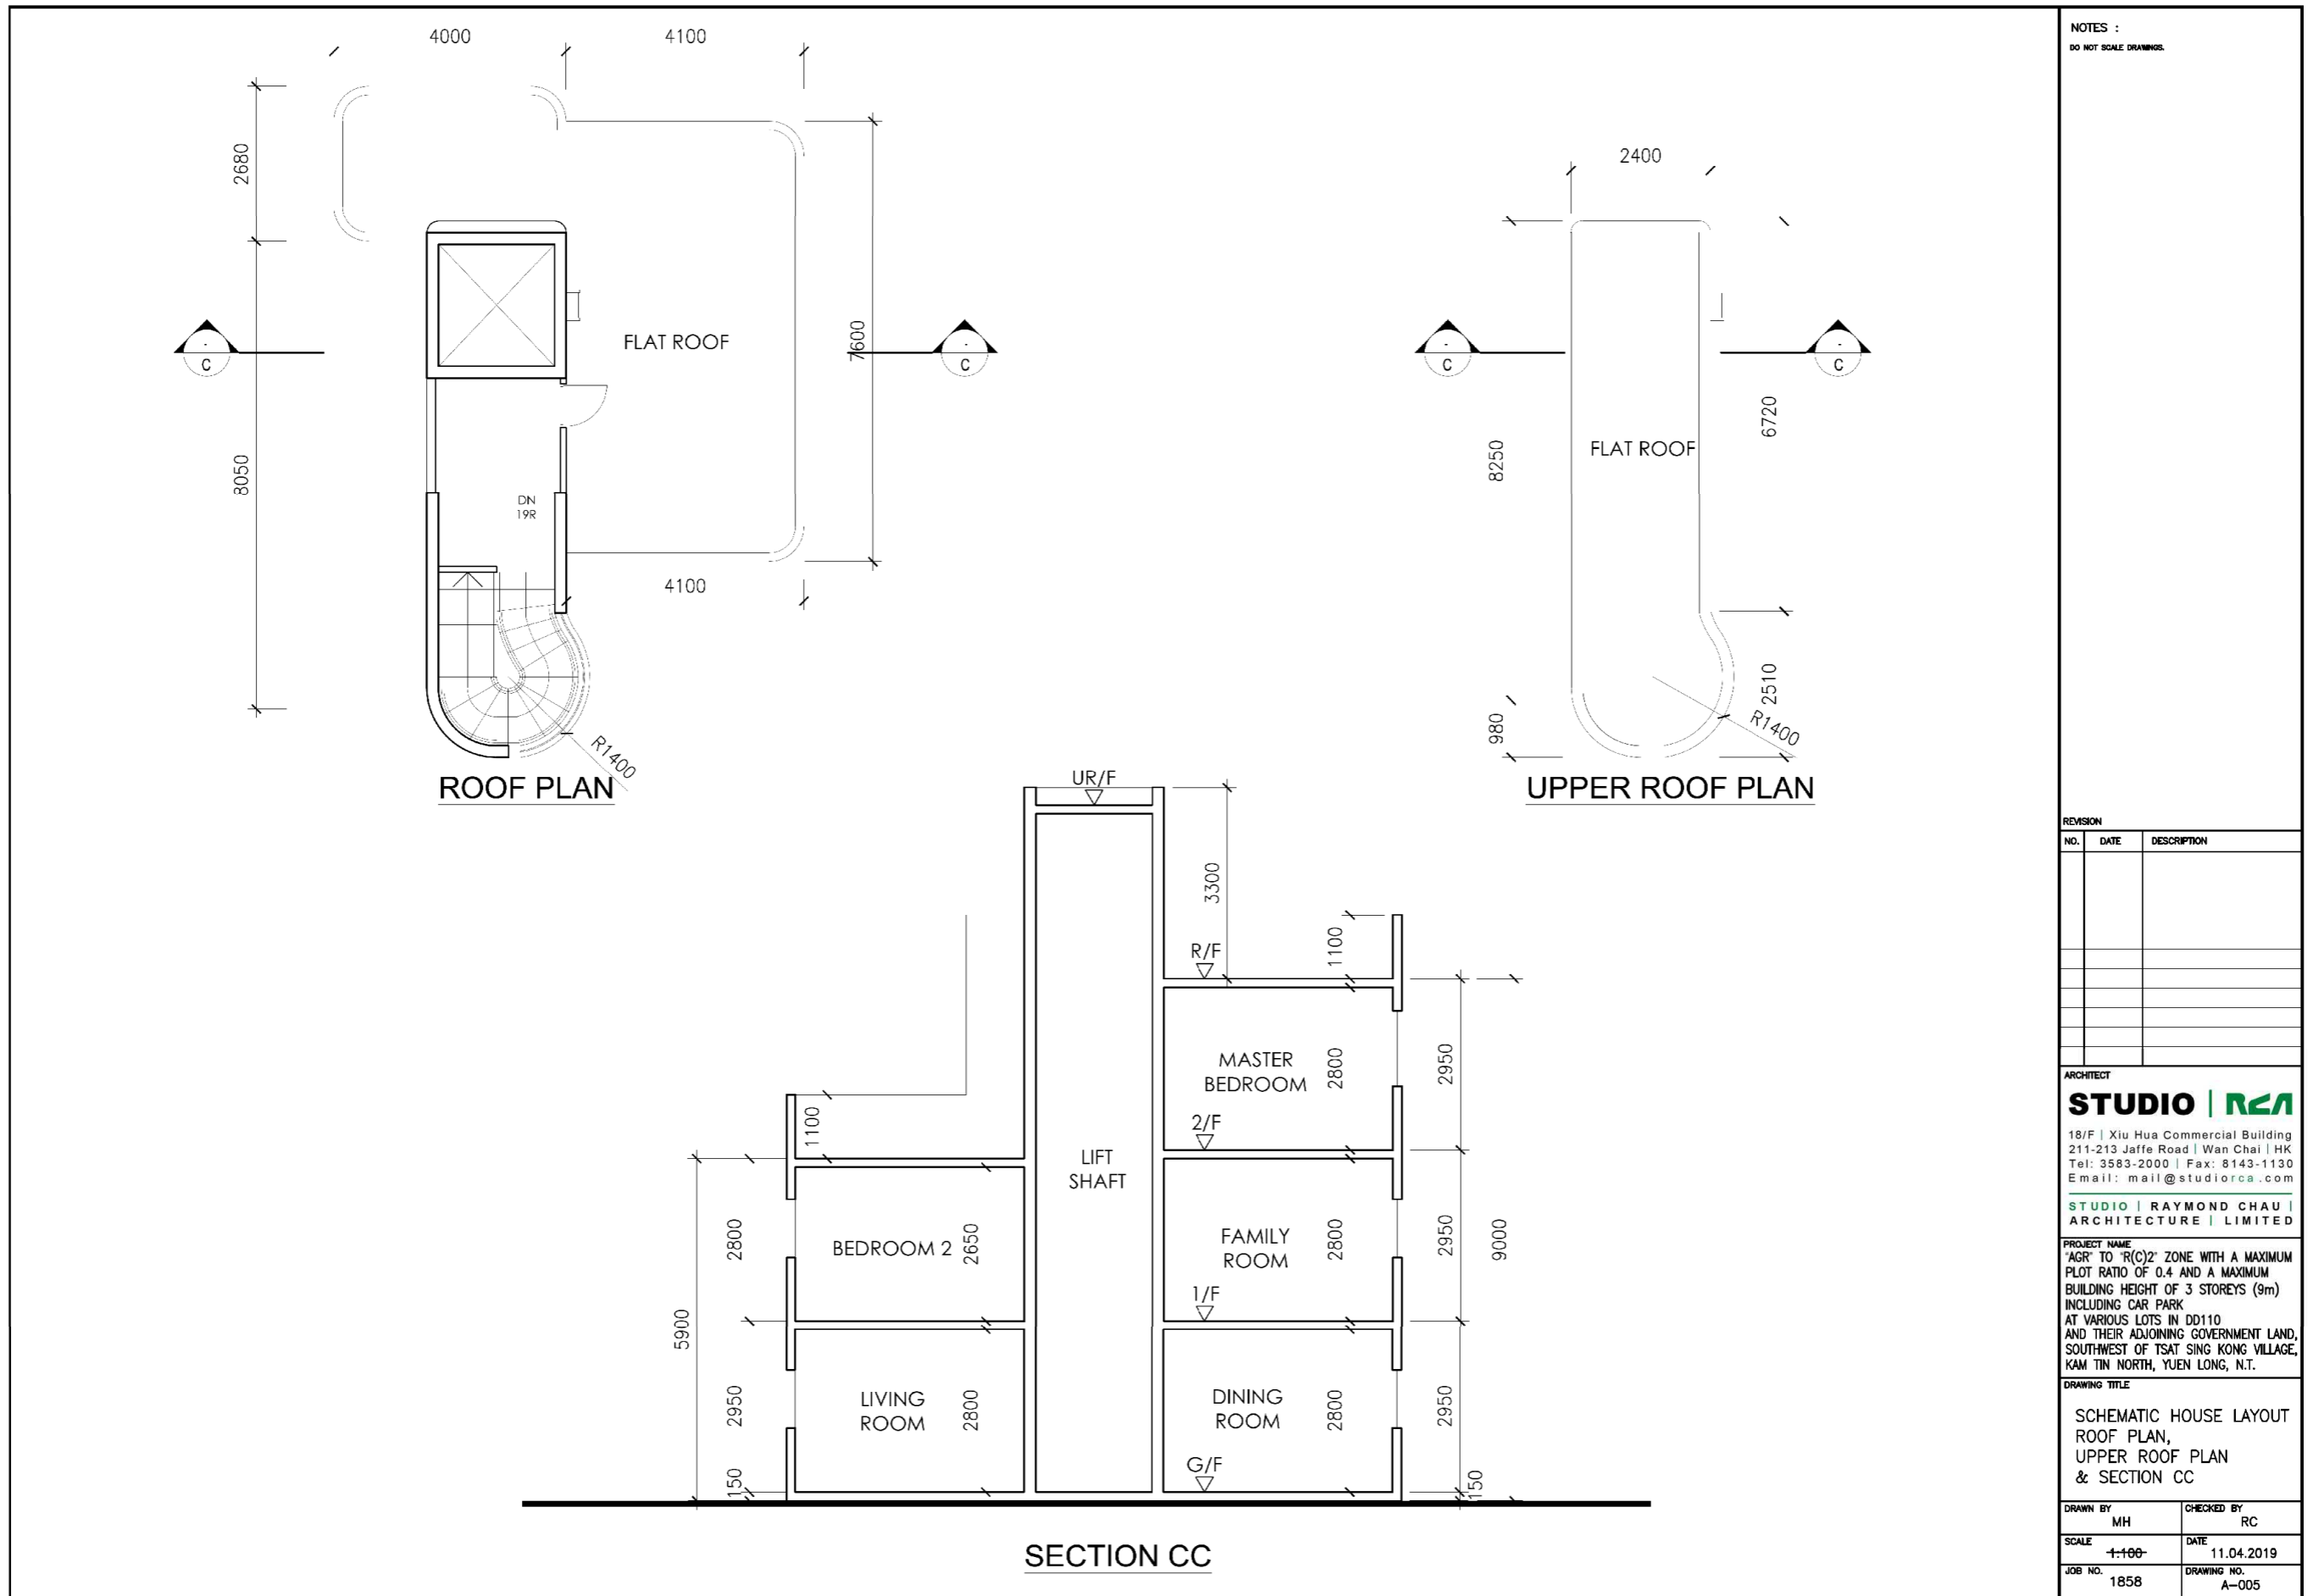 4000
4100
2680
8050
C
FLAT ROOF
7600
C
DN
19R
4100
R1400
ROOF PLAN
2400
C
C
8250
FLAT ROOF
6720
980
2510
R1400
UPPER ROOF PLAN
UR/F
3300
R/F
1100
MASTER
BEDROOM
2800
2950
1100
2/F
LIFT
SHAFT
5900
2800
BEDROOM 2
2650
FAMILY
ROOM
2800
2950
9000
1/F
2950
LIVING
ROOM
2800
DINING
ROOM
2800
2950
G/F
150
150
SECTION CC
NOTES :
DO NOT SCALE DRAWINGS.
REVISION
NO. DATE DESCRIPTION
ARCHITECT
STUDIO | RCA
18/F | Xiu Hua Commercial Building
211-213 Jaffe Road | Wan Chai | HK
Tel: 3583-2000 | Fax: 8143-1130
Email: mail@studiorca.com
STUDIO | RAYMOND CHAU |
ARCHITECTURE | LIMITED
PROJECT NAME
"AGR" TO "R(C)2" ZONE WITH A MAXIMUM
PLOT RATIO OF 0.4 AND A MAXIMUM
BUILDING HEIGHT OF 3 STOREYS (9m)
INCLUDING CAR PARK
AT VARIOUS LOTS IN DD110
AND THEIR ADJOINING GOVERNMENT LAND,
SOUTHWEST OF TSAT SING KONG VILLAGE,
KAM TIN NORTH, YUEN LONG, N.T.
DRAWING TITLE
SCHEMATIC HOUSE LAYOUT
ROOF PLAN,
UPPER ROOF PLAN
& SECTION CC
DRAWN BY
MH
CHECKED BY
RC
SCALE
1:100
DATE
11.04.2019
JOB NO.
1858
DRAWING NO.
A-005